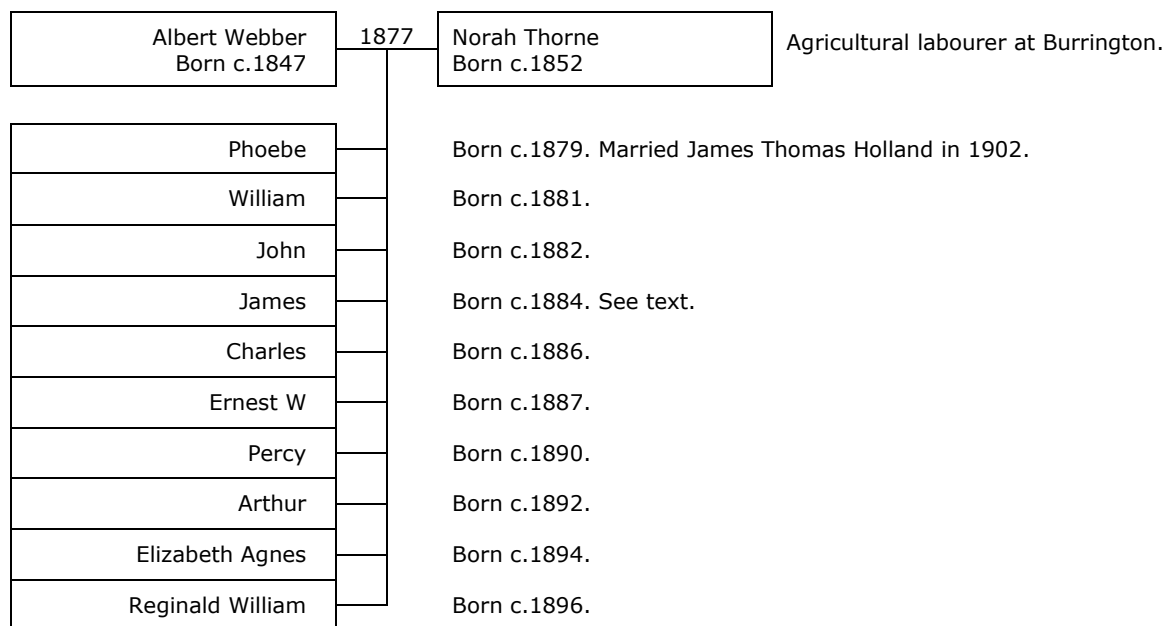 Albert Webber
Born c.1847
1877
Norah Thorne
Born c.1852
Agricultural labourer at Burrington.
Phoebe
Born c.1879. Married James Thomas Holland in 1902.
William
Born c.1881.
John
Born c.1882.
James
Born c.1884. See text.
Charles
Born c.1886.
Ernest W
Born c.1887.
Percy
Born c.1890.
Arthur
Born c.1892.
Elizabeth Agnes
Born c.1894.
Reginald William
Born c.1896.